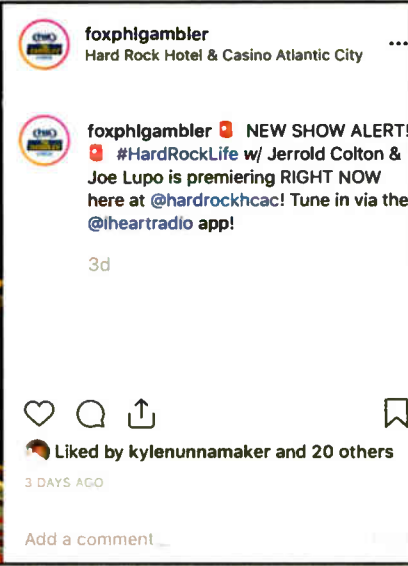 foxphlgambler
Hard Rock Hotel & Casino Atlantic City
foxphlgambler 🚨 NEW SHOW ALERT!
🚨 #HardRockLife w/ Jerrold Colton &
Joe Lupo is premiering RIGHT NOW
here at @hardrockhcac! Tune in via the
@iheartradio app!
3d
Liked by kylenunnamaker and 20 others
3 DAYS AGO
Add a comment